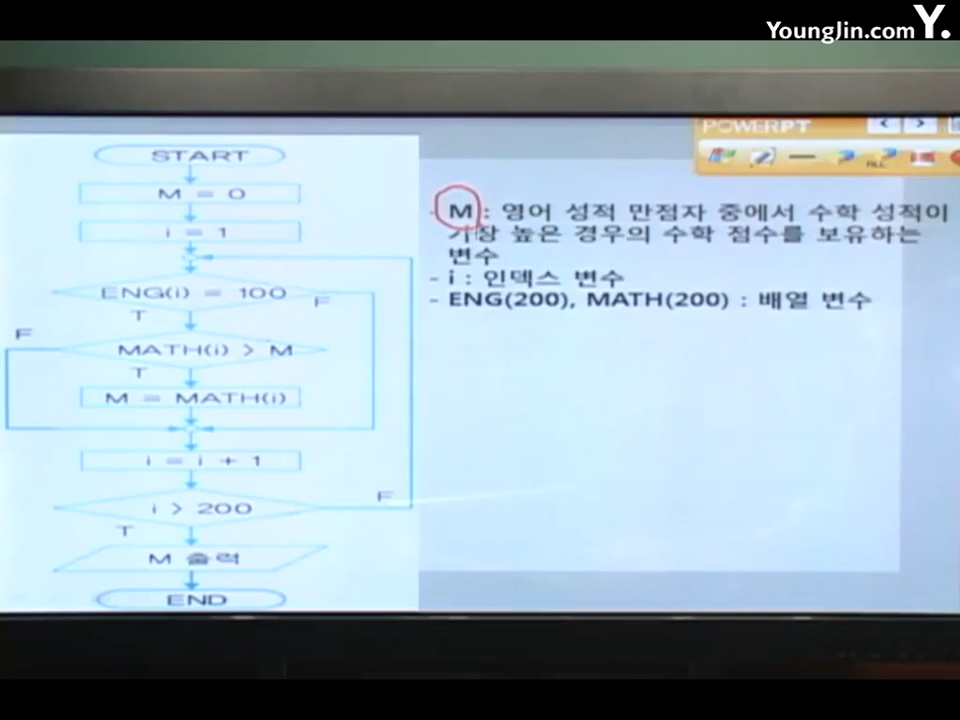 YoungJin.com Y.
POWERPT
START
M = 0
i = 1
ENG(i) = 100
F
T
F
MATH(i) > M
T
M = MATH(i)
i = i + 1
F
i > 200
T
M 출력
END
- M : 영어 성적 만점자 중에서 수학 성적이
가장 높은 경우의 수학 점수를 보유하는
변수
- i : 인덱스 변수
- ENG(200), MATH(200) : 배열 변수
ALL